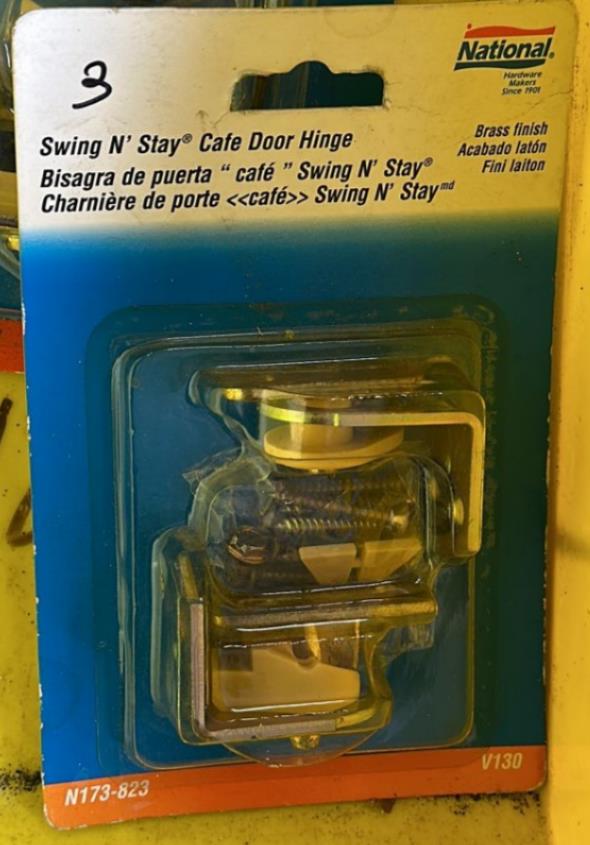 3
National
Hardware
Makers
Since 1901
Swing N' Stay® Cafe Door Hinge
Bisagra de puerta “ café ” Swing N' Stay®
Charnière de porte <<café>> Swing N' Stay md
Brass finish
Acabado latón
Fini laiton
N173-823
V130